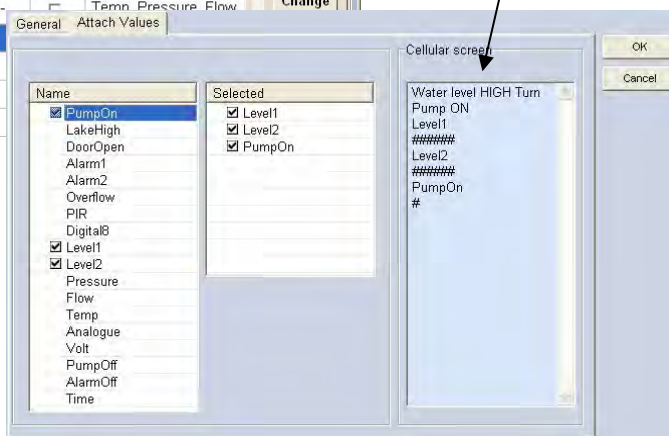 Temp Pressure Flow
Change
General Attach Values
Cellular screen
OK
Cancel
Name
PumpOn
LakeHigh
DoorOpen
Alarm1
Alarm2
Overflow
PIR
Digital8
Level1
Level2
Pressure
Flow
Temp
Analogue
Volt
PumpOff
AlarmOff
Time
Selected
Level1
Level2
PumpOn
Water level HIGH Turn
Pump ON
Level1
######
Level2
######
PumpOn
#